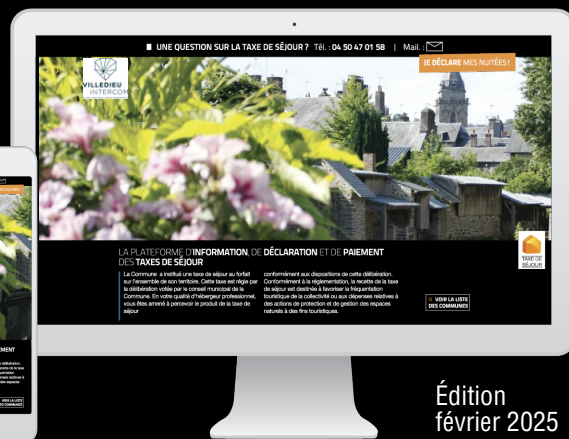 UNE QUESTION SUR LA TAXE DE SÉJOUR ? Tél. : 04 50 47 01 58 | Mail. :
VILLEDIEU
INTERCOM
JE DÉCLARE MES NUITÉES !
LA PLATEFORME D'INFORMATION, DE DÉCLARATION ET DE PAIEMENT
DES TAXES DE SÉJOUR
La Commune a institué une taxe de séjour au forfait
sur l'ensemble de son territoire. Cette taxe est régie par
la délibération votée par le conseil municipal de la
Commune. En votre qualité d'hébergeur professionnel,
vous êtes amené à percevoir le produit de la taxe de
séjour
conformément aux dispositions de cette délibération.
Conformément à la réglementation, la recette de la taxe
de séjour est destinée à favoriser la fréquentation
touristique de la collectivité ou aux dépenses relatives à
des actions de protection et de gestion des espaces
naturels à des fins touristiques.
TAXE DE
SÉJOUR
VOIR LA LISTE
DES COMMUNES
VOIR LA LISTE
DES COMMUNES
Édition
février 2025